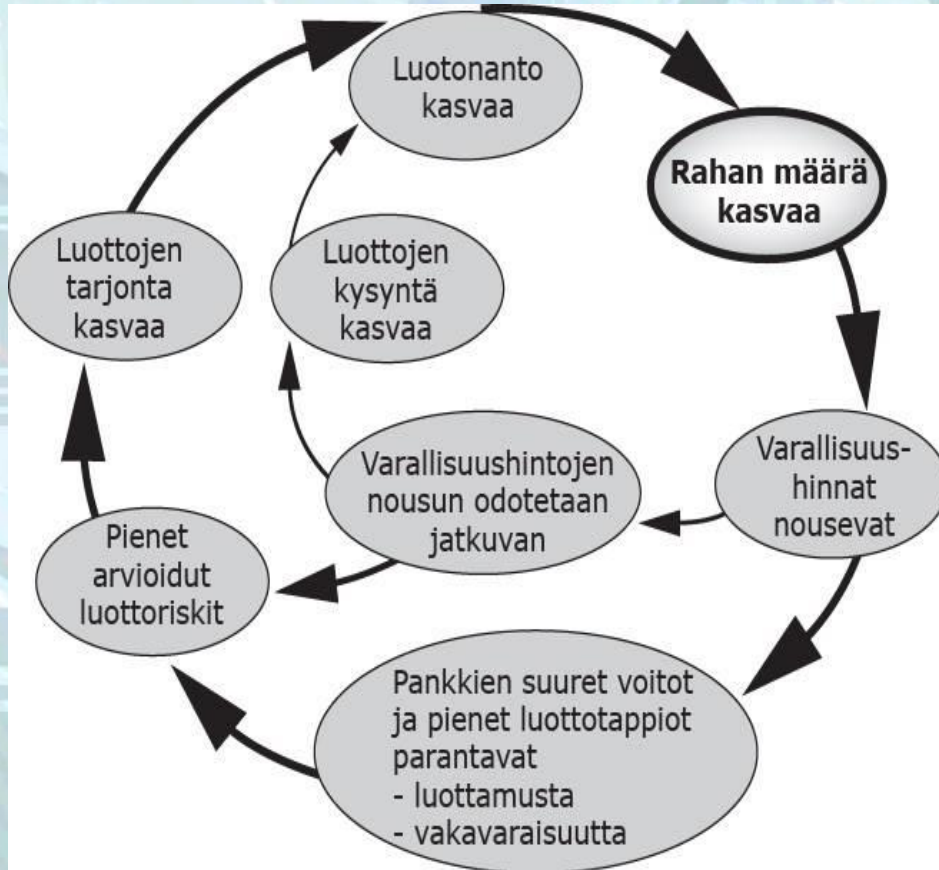 Luotonanto
kasvaa
Rahan määrä
kasvaa
Luottojen
tarjonta
kasvaa
Luottojen
kysyntä
kasvaa
Varallisuushintojen
nousun odotetaan
jatkuvan
Varallisuus-
hinnat
nousevat
Pienet
arvioidut
luottoriskit
Pankkien suuret voitot
ja pienet luottotappiot
parantavat
- luottamusta
- vakavaraisuutta